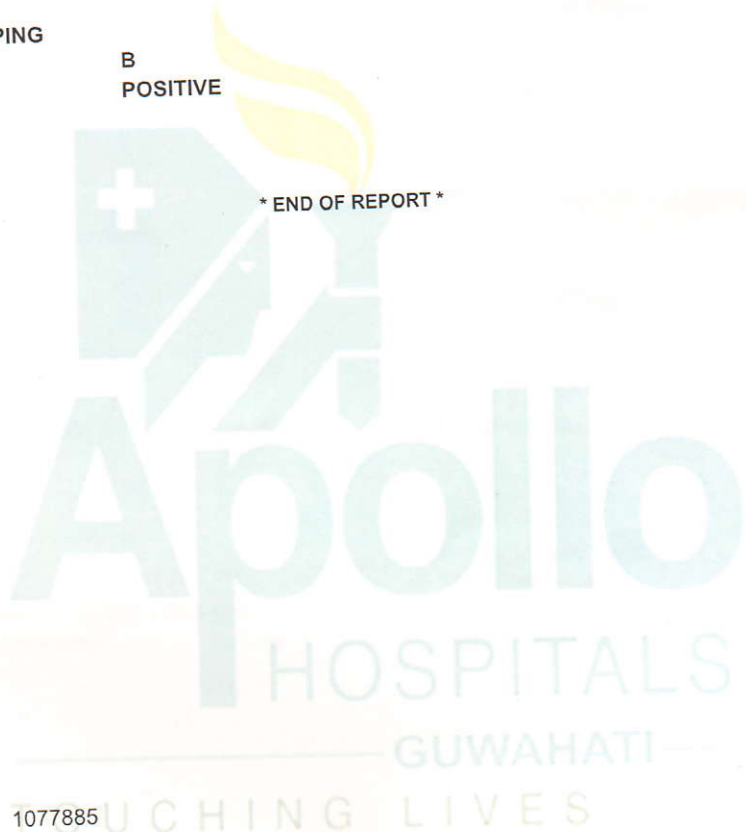 PING
B
POSITIVE
* END OF REPORT *
Apollo
HOSPITALS
GUWAHATI
1077885
TOUCHING LIVES